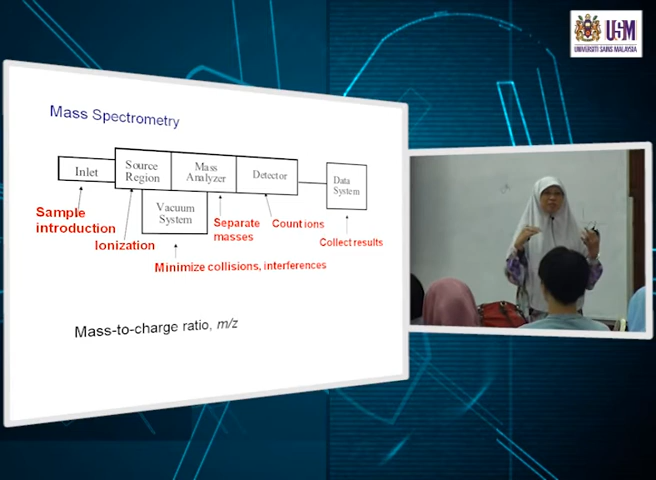 USM
UNIVERSITI SAINS MALAYSIA
Mass Spectrometry
Inlet
Source
Region
Mass
Analyzer
Detector
Data
System
Vacuum
System
Sample
introduction
Ionization
Separate
masses
Count ions
Collect results
Minimize collisions, interferences
Mass-to-charge ratio, m/z